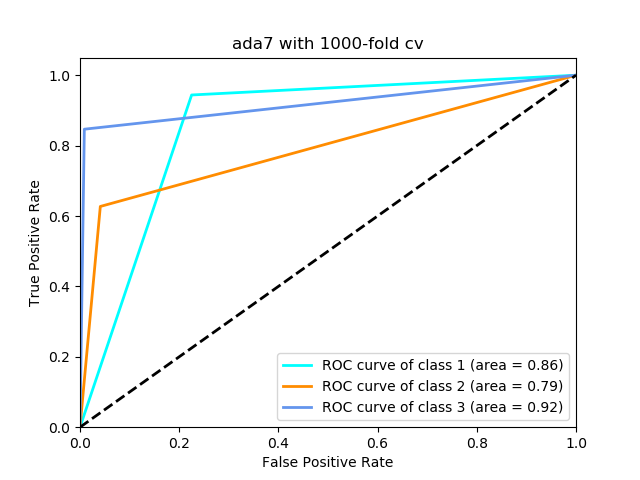 ada7 with 1000-fold cv
True Positive Rate
1.0
0.8
0.6
0.4
0.2
0.0
ROC curve of class 1 (area = 0.86)
ROC curve of class 2 (area = 0.79)
ROC curve of class 3 (area = 0.92)
0.0 0.2 0.4 0.6 0.8 1.0
False Positive Rate